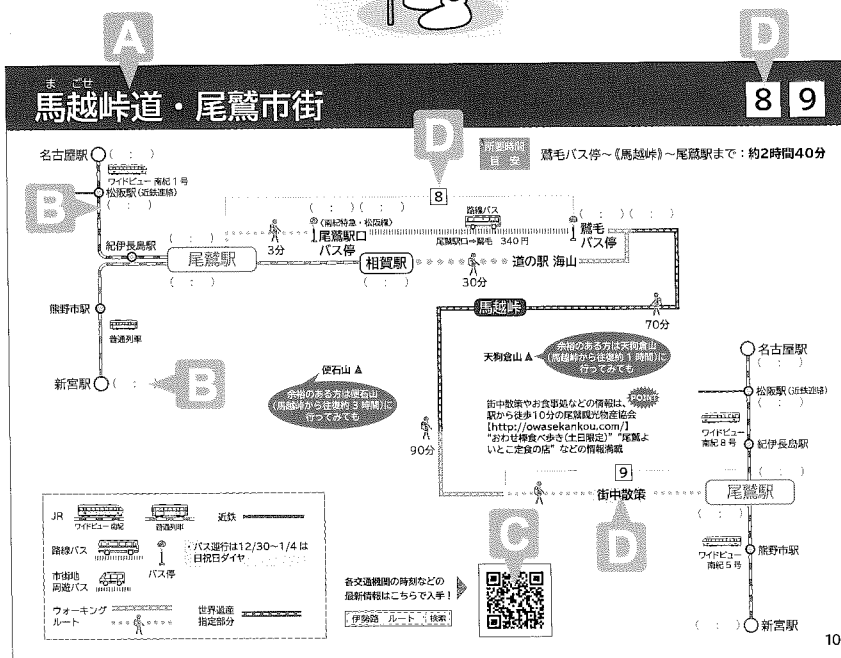 A
D
ま ごせ
馬越峠道・尾鷲市街
8 9
D
所要時間
目 安
鷲毛バス停~《馬越峠》~尾鷲駅まで:約2時間40分
名古屋駅 ( : )
ワイドビュー 南紀 1 号
松阪駅(近鉄連絡)
( : )
B
紀伊長島駅
( : )
尾鷲駅
( : )
熊野市駅
普通列車
新宮駅 ( : )
B
8
( : ) ( : )
3分
(南紀特急・松阪線)
尾鷲駅口
バス停
路線バス
尾鷲駅口⇔鷲毛 340 円
( : ) ( : )
鷲毛
バス停
相賀駅
( : )
30分
道の駅 海山
馬越峠
70分
天狗倉山▲
余裕のある方は天狗倉山
(馬越峠から往復約 1 時間)に
行ってみても
便石山 ▲
余裕のある方は便石山
(馬越峠から往復約 3 時間)に
行ってみても
90分
街中散策やお食事処などの情報は、
POINT
駅から徒歩10分の尾鷲観光物産協会
【http://owasekankou.com/】
"おわせ棒食べ歩き(土日限定)" "尾鷲よ
いとこ定食の店" などの情報満載
9
街中散策
D
名古屋駅
( : )
松阪駅(近鉄連絡)
( : )
ワイドビュー
南紀 8 号
紀伊長島駅
( : )
尾鷲駅
( : )
ワイドビュー
南紀 5 号
熊野市駅
( : ) 新宮駅
JR
ワイドビュー 南紀
普通列車
近鉄
路線バス
バス停
・バス運行は12/30~1/4 は
日祝日ダイヤ
市街地
周遊バス
ウォーキング
ルート
世界遺産
指定部分
C
各交通機関の時刻などの
最新情報はこちらで入手!
伊勢路 ルート 検索
10